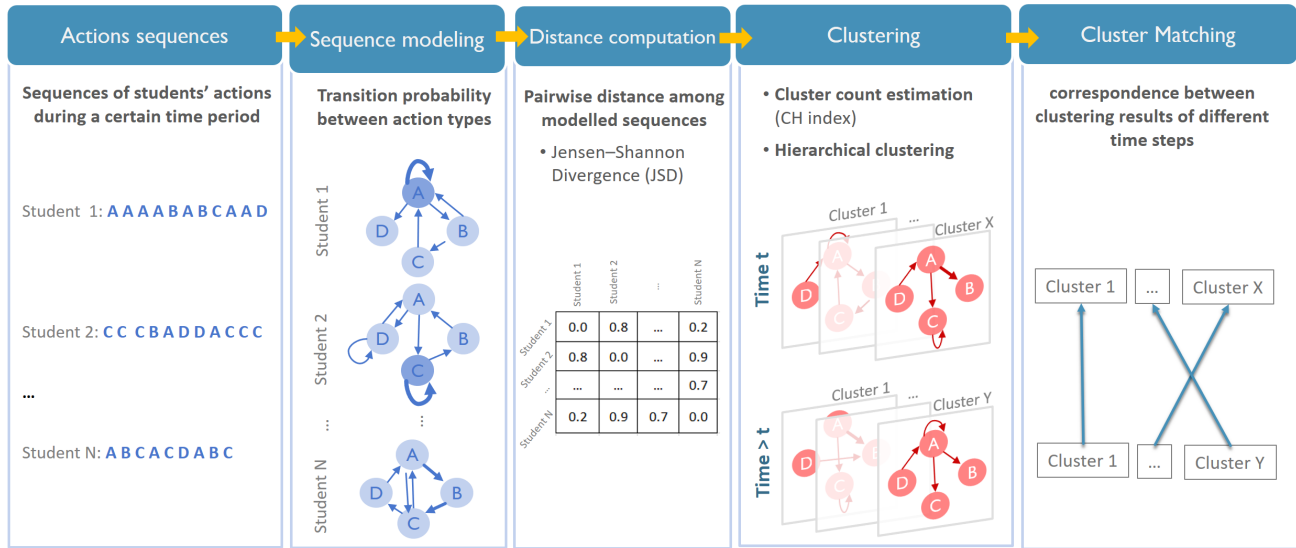 Actions sequences
Sequence modeling
Distance computation
Clustering
Cluster Matching
Sequences of students' actions
during a certain time period
Student 1: A A A A B A B C A A D
Student 2: CC CBADDACCC
...
Student N: A B C A C D A B C
Transition probability
between action types
Student 1
A
D
B
C
Student 2
A
D
B
C
...
...
Student N
A
D
B
C
Pairwise distance among
modelled sequences
• Jensen–Shannon
Divergence (JSD)
Student 1
Student 2
...
Student N
Student 1
0.0 0.8 ... 0.2
Student 2
0.8 0.0 ... 0.9
...
... ... ... 0.7
Student N
0.2 0.9 0.7 0.0
• Cluster count estimation
(CH index)
• Hierarchical clustering
Time t
Cluster 1
...
Cluster X
D
A
B
C
D
A
B
C
Time > t
Cluster 1
...
Cluster Y
A
D
B
C
A
D
B
C
correspondence between
clustering results of different
time steps
Cluster 1
...
Cluster X
Cluster 1
...
Cluster Y